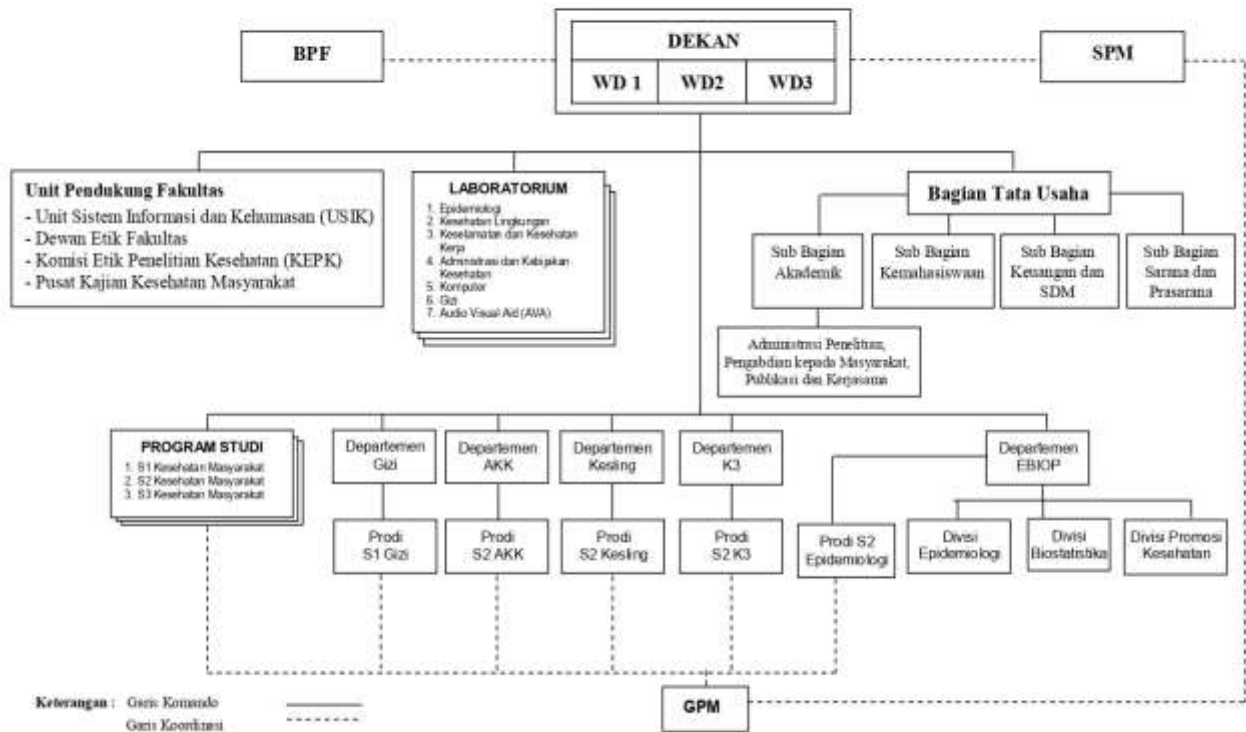 BPF
DEKAN
WD 1
WD2
WD3
SPM
Unit Pendukung Fakultas
- Unit Sistem Informasi dan Kehumasan (USIK)
- Dewan Etik Fakultas
- Komisi Etik Penelitian Kesehatan (KEPK)
- Pusat Kajian Kesehatan Masyarakat
LABORATORIUM
1. Epidemiologi
2. Kesehatan Lingkungan
3. Keselamatan dan Kesehatan
Kerja
4. Administrasi dan Kebijakan
Kesehatan
5. Komputer
6. Gizi
7. Audio Visual Aid (AVA)
Bagian Tata Usaha
Sub Bagian
Akademik
Sub Bagian
Kemahasiswaan
Sub Bagian
Keuangan dan
SDM
Sub Bagian
Sarana dan
Prasarana
Administrasi Penelitian,
Pengabdian kepada Masyarakat,
Publikasi dan Kerjasama
PROGRAM STUDI
1. S1 Kesehatan Masyarakat
2. S2 Kesehatan Masyarakat
3. S3 Kesehatan Masyarakat
Departemen
Gizi
Departemen
AKK
Departemen
Kesling
Departemen
K3
Departemen
EBIOP
Prodi
S1 Gizi
Prodi
S2 AKK
Prodi
S2 Kesling
Prodi
S2 K3
Prodi S2
Epidemiologi
Divisi
Epidemiologi
Divisi
Biostatistika
Divisi Promosi
Kesehatan
GPM
Keterangan : Garis Komando
Garis Koordinasi